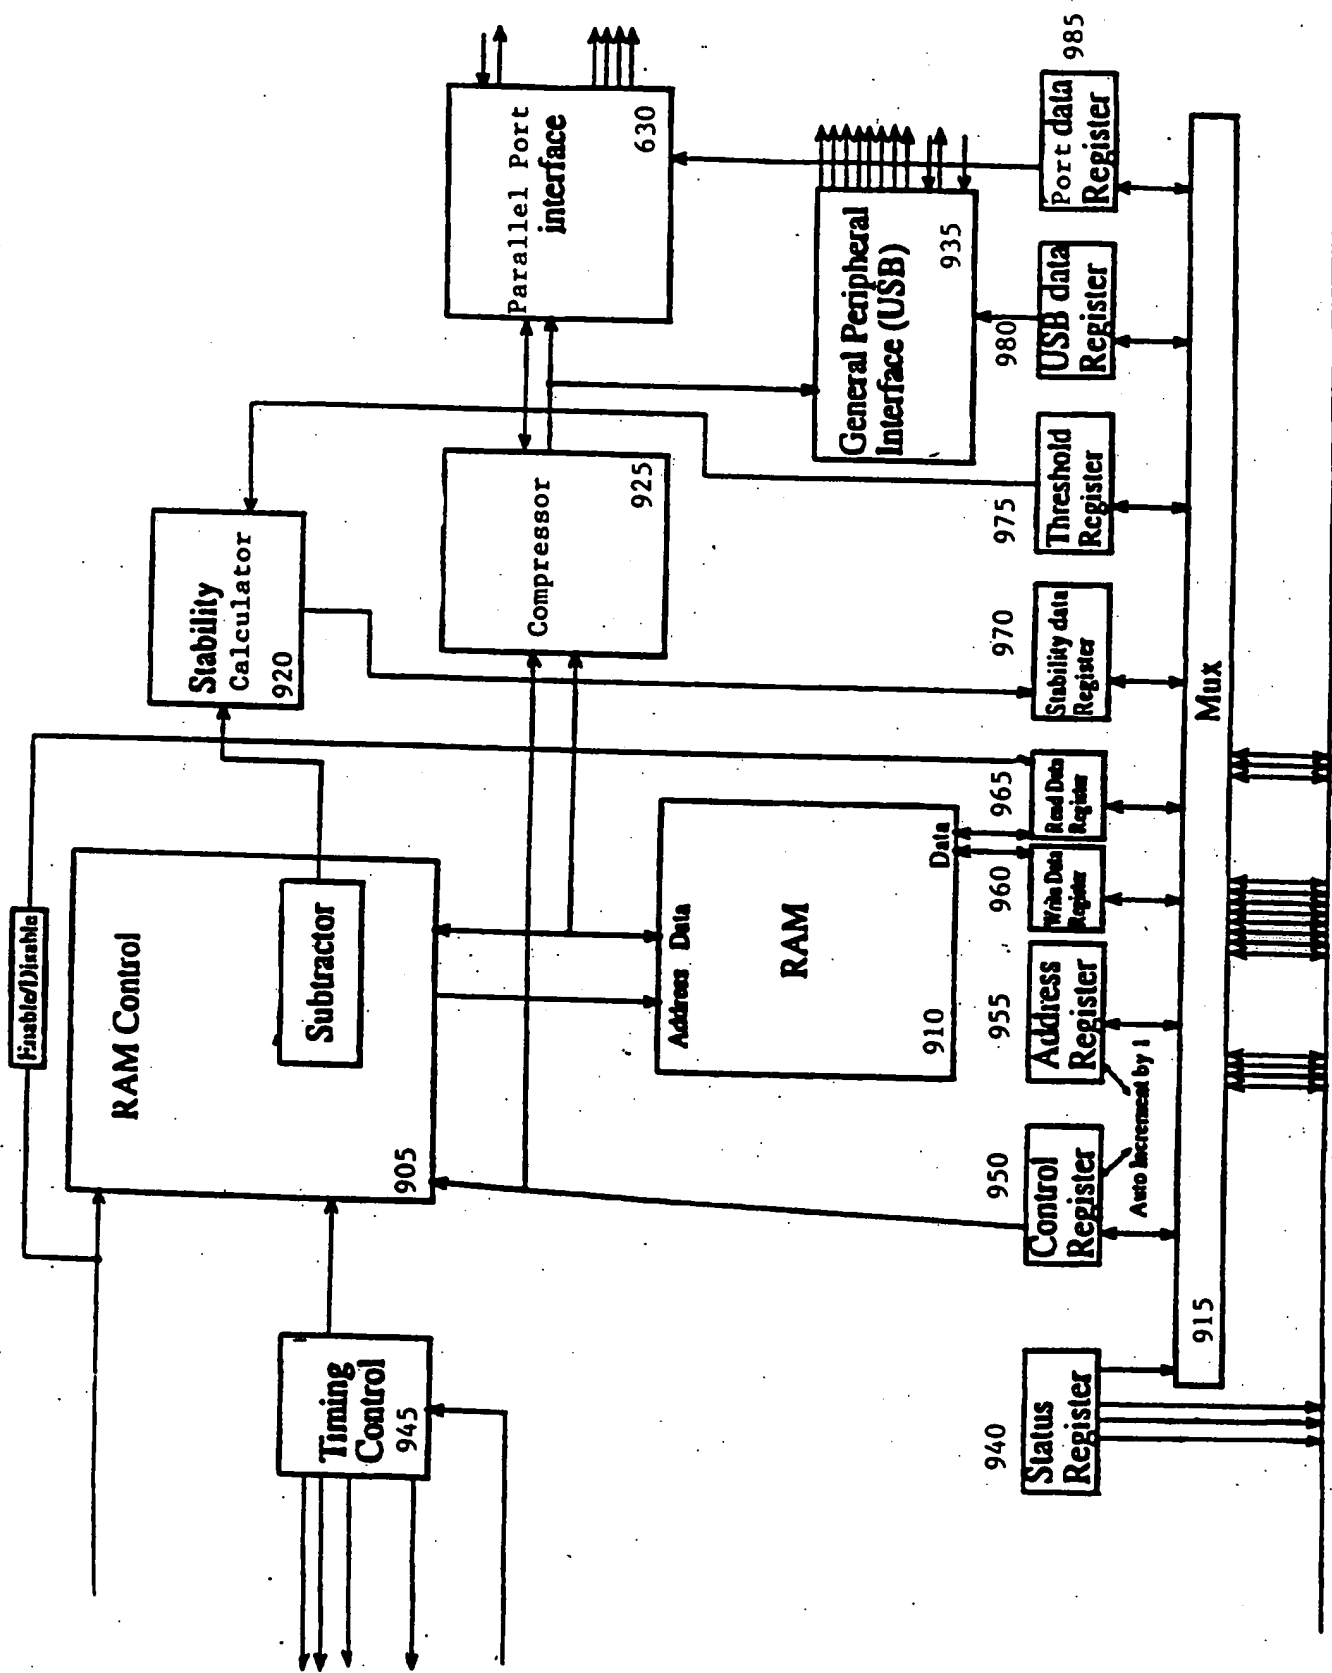 Enable/Disable
RAM Control
Subtractor
905
Timing
Control
945
Stability
Calculator
920
Compressor
925
Parallel Port
interface
630
General Peripheral
Interface (USB)
935
Address
Data
RAM
910
Data
940
Status
Register
950
Control
Register
Auto Increment by 1
955
Address
Register
960
Write Data
Register
965
Read Data
Register
970
Stability data
Register
975
Threshold
Register
980
USB data
Register
985
Port data
Register
915
Mux